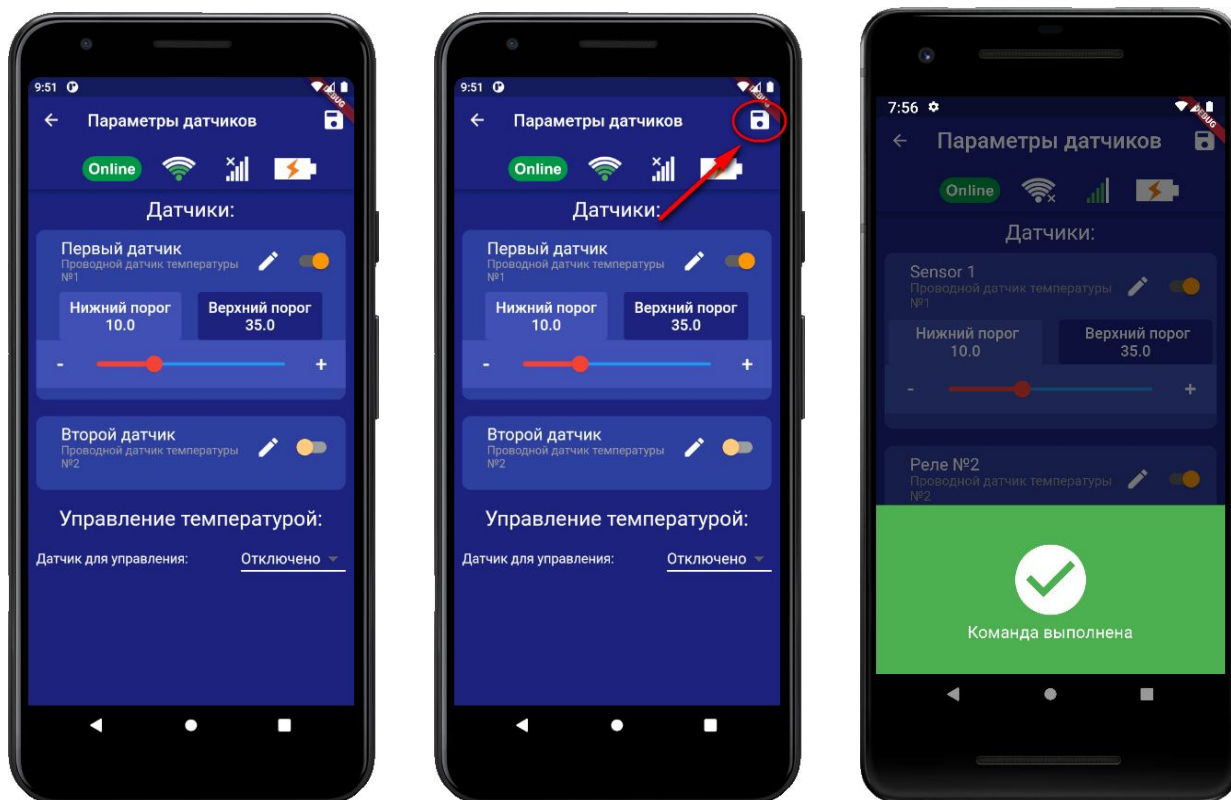 9:51
DEBUG
Параметры датчиков
Online
Датчики:
Первый датчик
Проводной датчик температуры
№1
Нижний порог
10.0
Верхний порог
35.0
- +
Второй датчик
Проводной датчик температуры
№2
Управление температурой:
Датчик для управления: Отключено
9:51
DEBUG
Параметры датчиков
Online
Датчики:
Первый датчик
Проводной датчик температуры
№1
Нижний порог
10.0
Верхний порог
35.0
- +
Второй датчик
Проводной датчик температуры
№2
Управление температурой:
Датчик для управления: Отключено
7:56
DEBUG
Параметры датчиков
Online
Датчики:
Sensor 1
Проводной датчик температуры
№1
Нижний порог
10.0
Верхний порог
35.0
- +
Реле №2
Проводной датчик температуры
№2
Команда выполнена